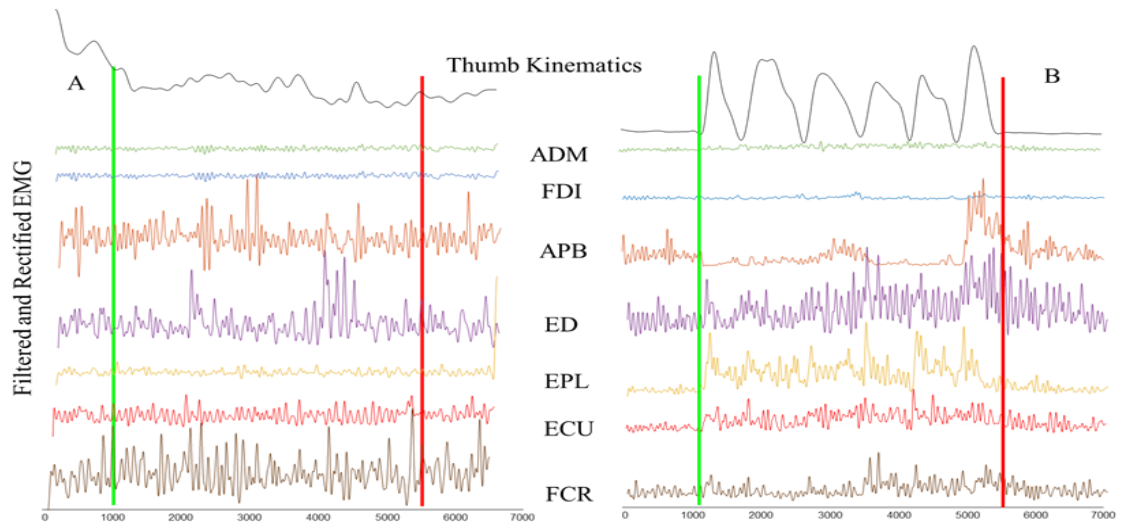 A
Thumb Kinematics
B
Filtered and Rectified EMG
ADM
FDI
APB
ED
EPL
ECU
FCR
0 1000 2000 3000 4000 5000 6000 7000
0 1000 2000 3000 4000 5000 6000 7000